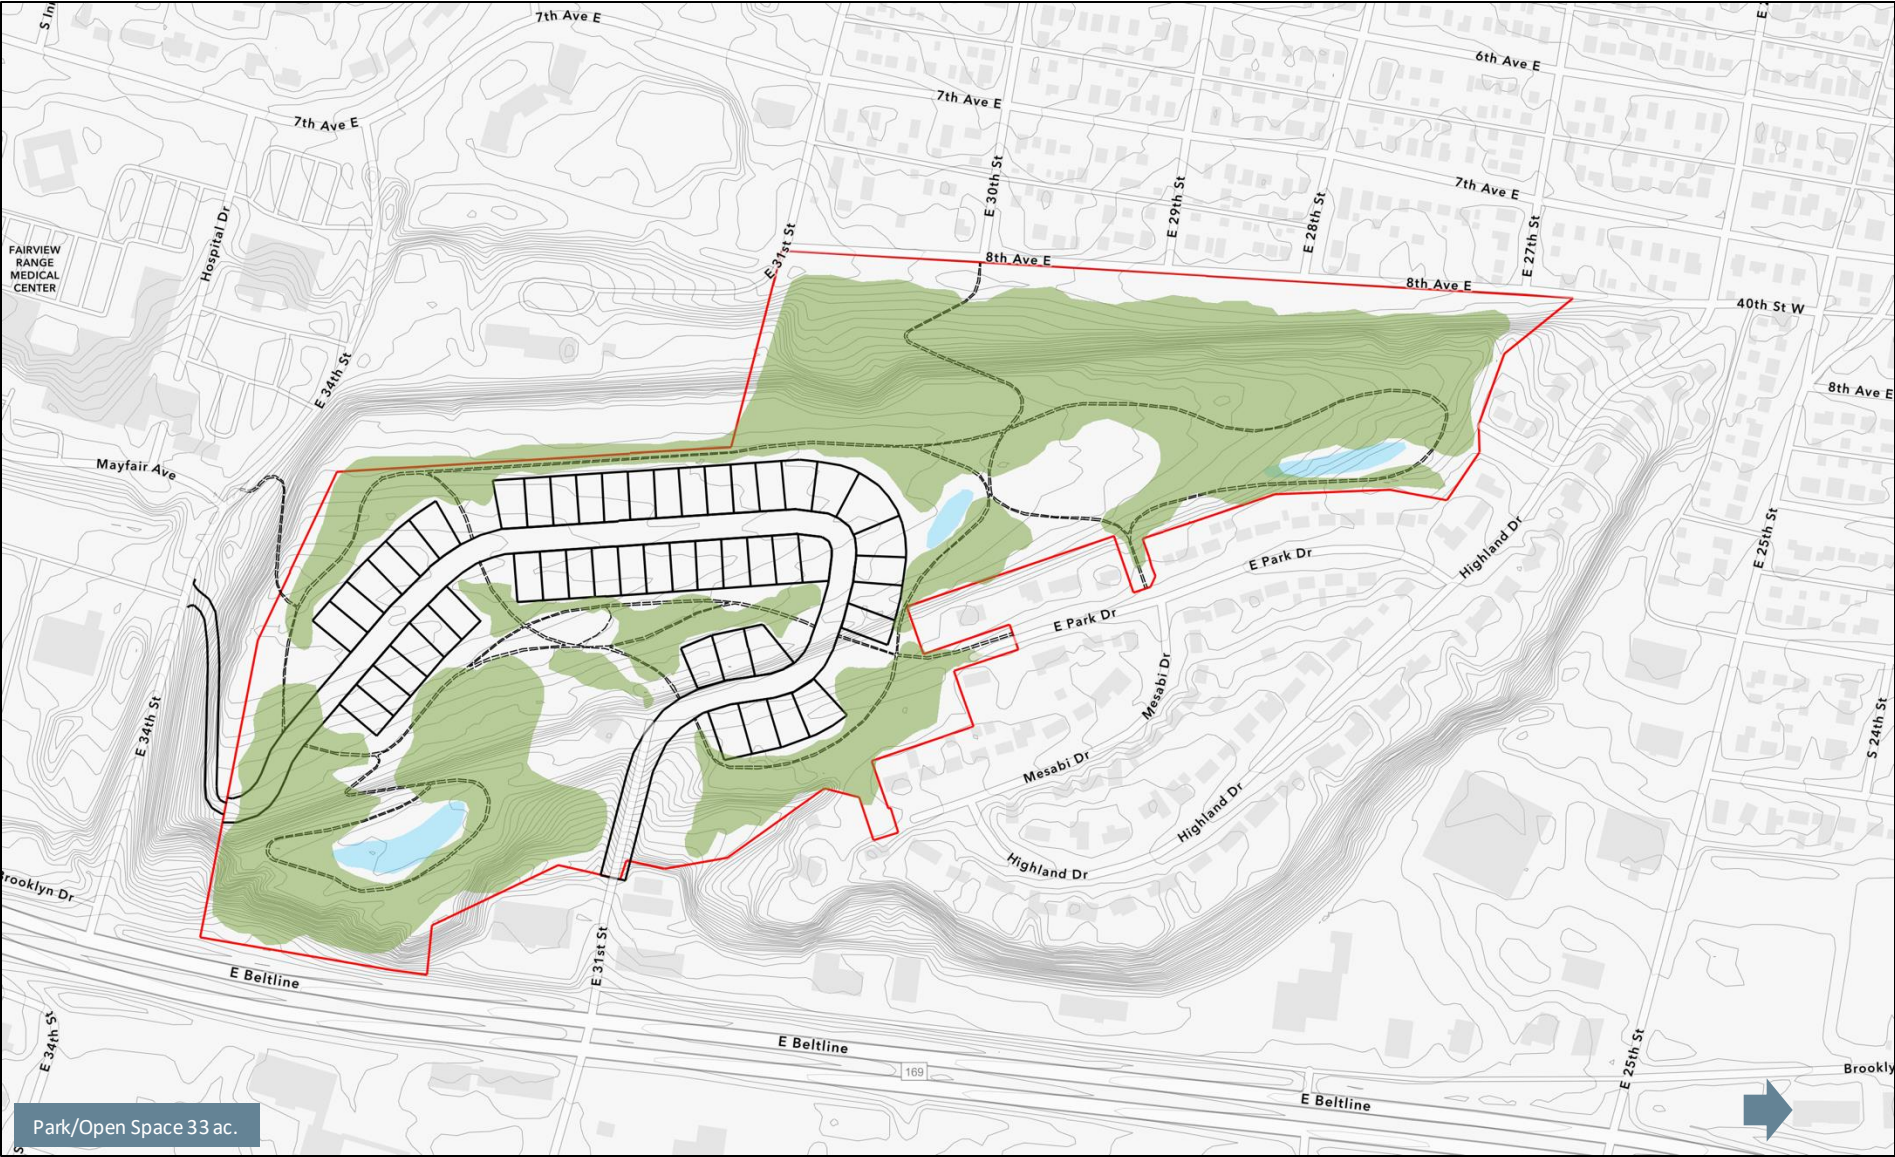 7th Ave E
6th Ave E
7th Ave E
7th Ave E
E 30th St
E 29th St
E 28th St
7th Ave E
E 27th St
Hospital Dr
FAIRVIEW
RANGE
MEDICAL
CENTER
E 31st St
8th Ave E
8th Ave E
40th St W
E 34th St
8th Ave E
Mayfair Ave
E Park Dr
Highland Dr
E 25th St
E Park Dr
Mesabi Dr
E 34th St
S 24th St
Mesabi Dr
Highland Dr
Highland Dr
Brooklyn Dr
E 31st St
E Beltline
E 34th St
E Beltline
169
E 25th St
Brookly
E Beltline
Park/Open Space 33 ac.